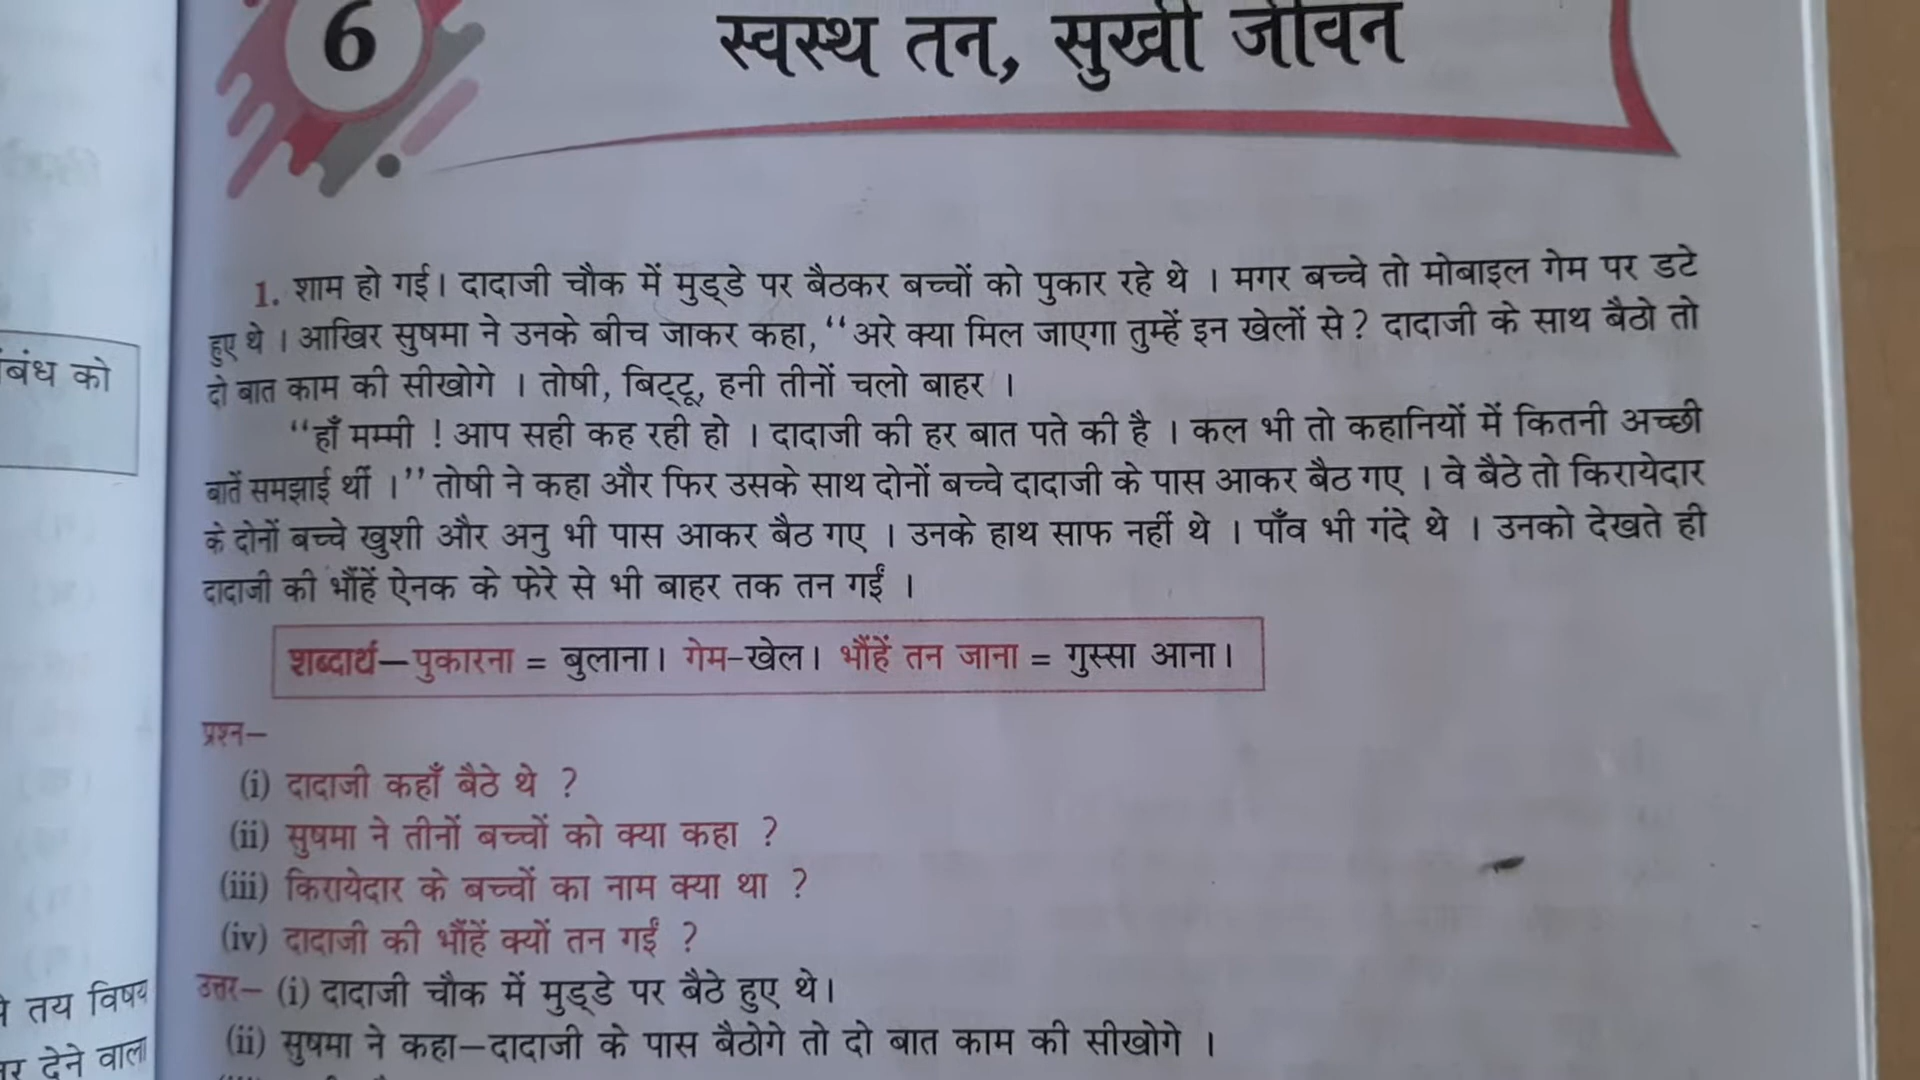 6
स्वस्थ तन, सुखी जीवन
1. शाम हो गई। दादाजी चौक में मुड्डे पर बैठकर बच्चों को पुकार रहे थे । मगर बच्चे तो मोबाइल गेम पर डटे
हुए थे । आखिर सुषमा ने उनके बीच जाकर कहा, ‘‘अरे क्या मिल जाएगा तुम्हें इन खेलों से? दादाजी के साथ बैठो तो
दो बात काम की सीखोगे । तोषी, बिट्टू, हनी तीनों चलो बाहर ।
‘‘हाँ मम्मी ! आप सही कह रही हो । दादाजी की हर बात पते की है । कल भी तो कहानियों में कितनी अच्छी
बातें समझाई थीं ।’’ तोषी ने कहा और फिर उसके साथ दोनों बच्चे दादाजी के पास आकर बैठ गए । वे बैठे तो किरायेदार
के दोनों बच्चे खुशी और अनु भी पास आकर बैठ गए । उनके हाथ साफ नहीं थे । पाँव भी गंदे थे । उनको देखते ही
दादाजी की भौंहें ऐनक के फेरे से भी बाहर तक तन गईं ।
शब्दार्थ–पुकारना = बुलाना। गेम-खेल। भौंहें तन जाना = गुस्सा आना।
प्रश्न–
(i) दादाजी कहाँ बैठे थे ?
(ii) सुषमा ने तीनों बच्चों को क्या कहा ?
(iii) किरायेदार के बच्चों का नाम क्या था ?
(iv) दादाजी की भौंहें क्यों तन गईं ?
उत्तर– (i) दादाजी चौक में मुड्डे पर बैठे हुए थे।
(ii) सुषमा ने कहा–दादाजी के पास बैठोगे तो दो बात काम की सीखोगे ।
बंध को
तय विषय
देने वाला